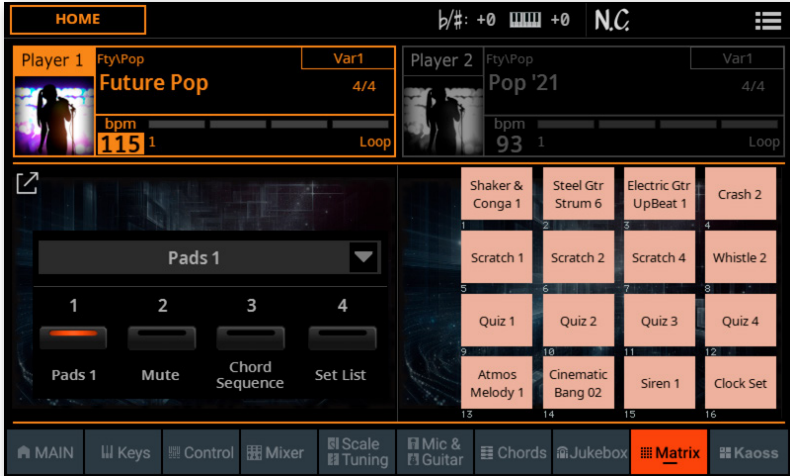 HOME
b/#: +0 +0 N.C.
Player 1
Fty\Pop
Var1
Future Pop
4/4
bpm
115 1
Loop
Player 2
Fty\Pop
Var1
Pop '21
4/4
bpm
93 1
Loop
Pads 1
1 2 3 4
Pads 1 Mute Chord Sequence Set List
Shaker &
Conga 1
1
Steel Gtr
Strum 6
2
Electric Gtr
UpBeat 1
3
Crash 2
4
Scratch 1
5
Scratch 2
6
Scratch 4
7
Whistle 2
8
Quiz 1
9
Quiz 2
10
Quiz 3
11
Quiz 4
12
Atmos
Melody 1
13
Cinematic
Bang 02
14
Siren 1
15
Clock Set
16
MAIN
Keys
Control
Mixer
Scale
Tuning
Mic &
Guitar
Chords
Jukebox
Matrix
Kaoss